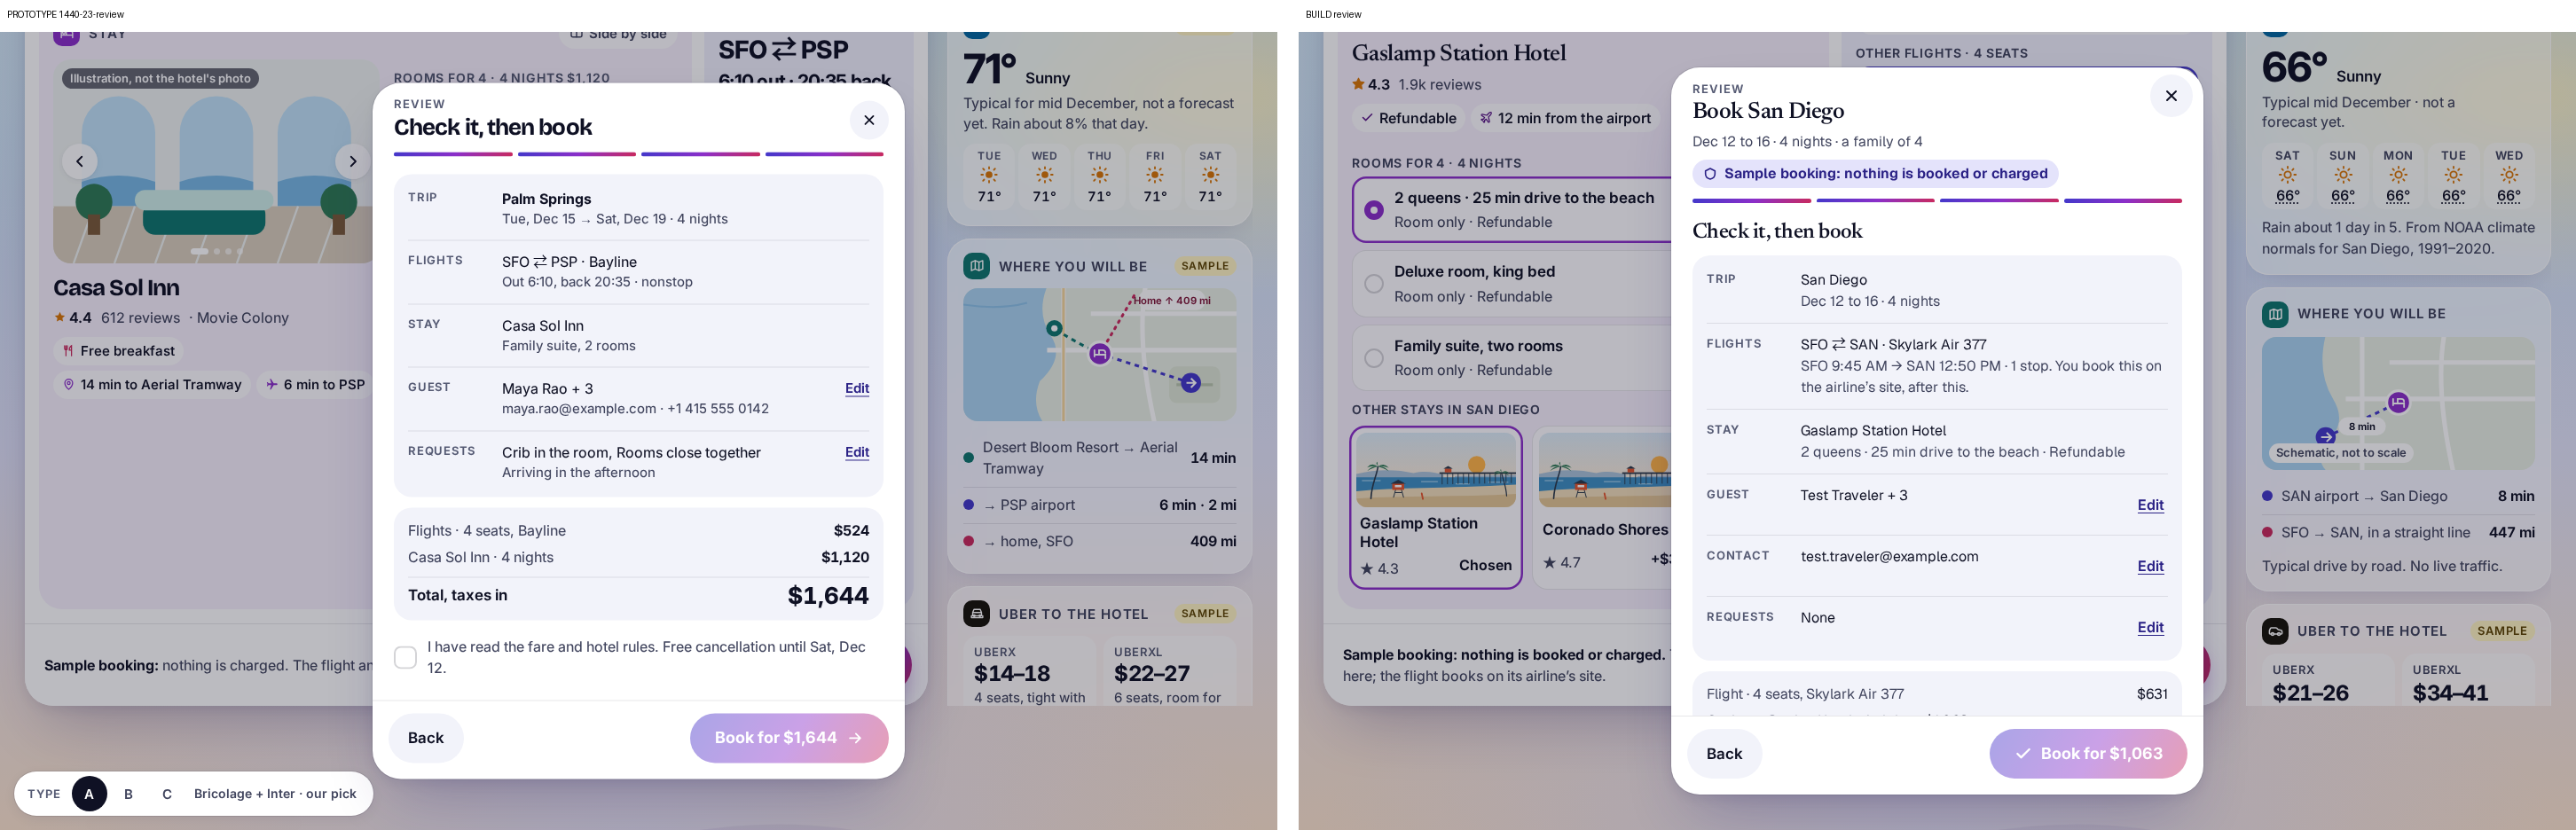 PROTOTYPE 1440-23-review
STAY
Side by side
Illustration, not the hotel's photo
ROOMS FOR 4 · 4 NIGHTS $1,120
SFO ⇄ PSP
6:10 out · 20:35 back
Casa Sol Inn
★ 4.4 612 reviews · Movie Colony
Free breakfast
14 min to Aerial Tramway
6 min to PSP
Sample booking: nothing is charged. The flight an
TYPE A B C Bricolage + Inter · our pick
REVIEW
Check it, then book
TRIP
Palm Springs
Tue, Dec 15 → Sat, Dec 19 · 4 nights
FLIGHTS
SFO ⇄ PSP · Bayline
Out 6:10, back 20:35 · nonstop
STAY
Casa Sol Inn
Family suite, 2 rooms
GUEST
Maya Rao + 3
Edit
maya.rao@example.com · +1 415 555 0142
REQUESTS
Crib in the room, Rooms close together
Edit
Arriving in the afternoon
Flights · 4 seats, Bayline $524
Casa Sol Inn · 4 nights $1,120
Total, taxes in $1,644
I have read the fare and hotel rules. Free cancellation until Sat, Dec
12.
Back
Book for $1,644 →
71° Sunny
Typical for mid December, not a forecast
yet. Rain about 8% that day.
TUE WED THU FRI SAT
71° 71° 71° 71° 71°
WHERE YOU WILL BE SAMPLE
Home ↑ 409 mi
Desert Bloom Resort → Aerial
Tramway
14 min
→ PSP airport 6 min · 2 mi
→ home, SFO 409 mi
UBER TO THE HOTEL SAMPLE
UBERX UBERXL
$14–18 $22–27
4 seats, tight with 6 seats, room for
BUILD review
Gaslamp Station Hotel
★ 4.3 1.9k reviews
Refundable
12 min from the airport
ROOMS FOR 4 · 4 NIGHTS
2 queens · 25 min drive to the beach
Room only · Refundable
Deluxe room, king bed
Room only · Refundable
Family suite, two rooms
Room only · Refundable
OTHER STAYS IN SAN DIEGO
Gaslamp Station
Hotel
★ 4.3 Chosen
Coronado Shores
★ 4.7
Sample booking: nothing is booked or charged.
here; the flight books on its airline's site.
OTHER FLIGHTS · 4 SEATS
REVIEW
Book San Diego
Dec 12 to 16 · 4 nights · a family of 4
Sample booking: nothing is booked or charged
Check it, then book
TRIP
San Diego
Dec 12 to 16 · 4 nights
FLIGHTS
SFO ⇄ SAN · Skylark Air 377
SFO 9:45 AM → SAN 12:50 PM · 1 stop. You book this on
the airline's site, after this.
STAY
Gaslamp Station Hotel
2 queens · 25 min drive to the beach · Refundable
GUEST
Test Traveler + 3
Edit
CONTACT
test.traveler@example.com
Edit
REQUESTS
None
Edit
Flight · 4 seats, Skylark Air 377 $631
Back
Book for $1,063
66° Sunny
Typical mid December · not a
forecast yet.
SAT SUN MON TUE WED
66° 66° 66° 66° 66°
Rain about 1 day in 5. From NOAA climate
normals for San Diego, 1991–2020.
WHERE YOU WILL BE
8 min
Schematic, not to scale
SAN airport → San Diego 8 min
SFO → SAN, in a straight line 447 mi
Typical drive by road. No live traffic.
UBER TO THE HOTEL SAMPLE
UBERX UBERXL
$21–26 $34–41